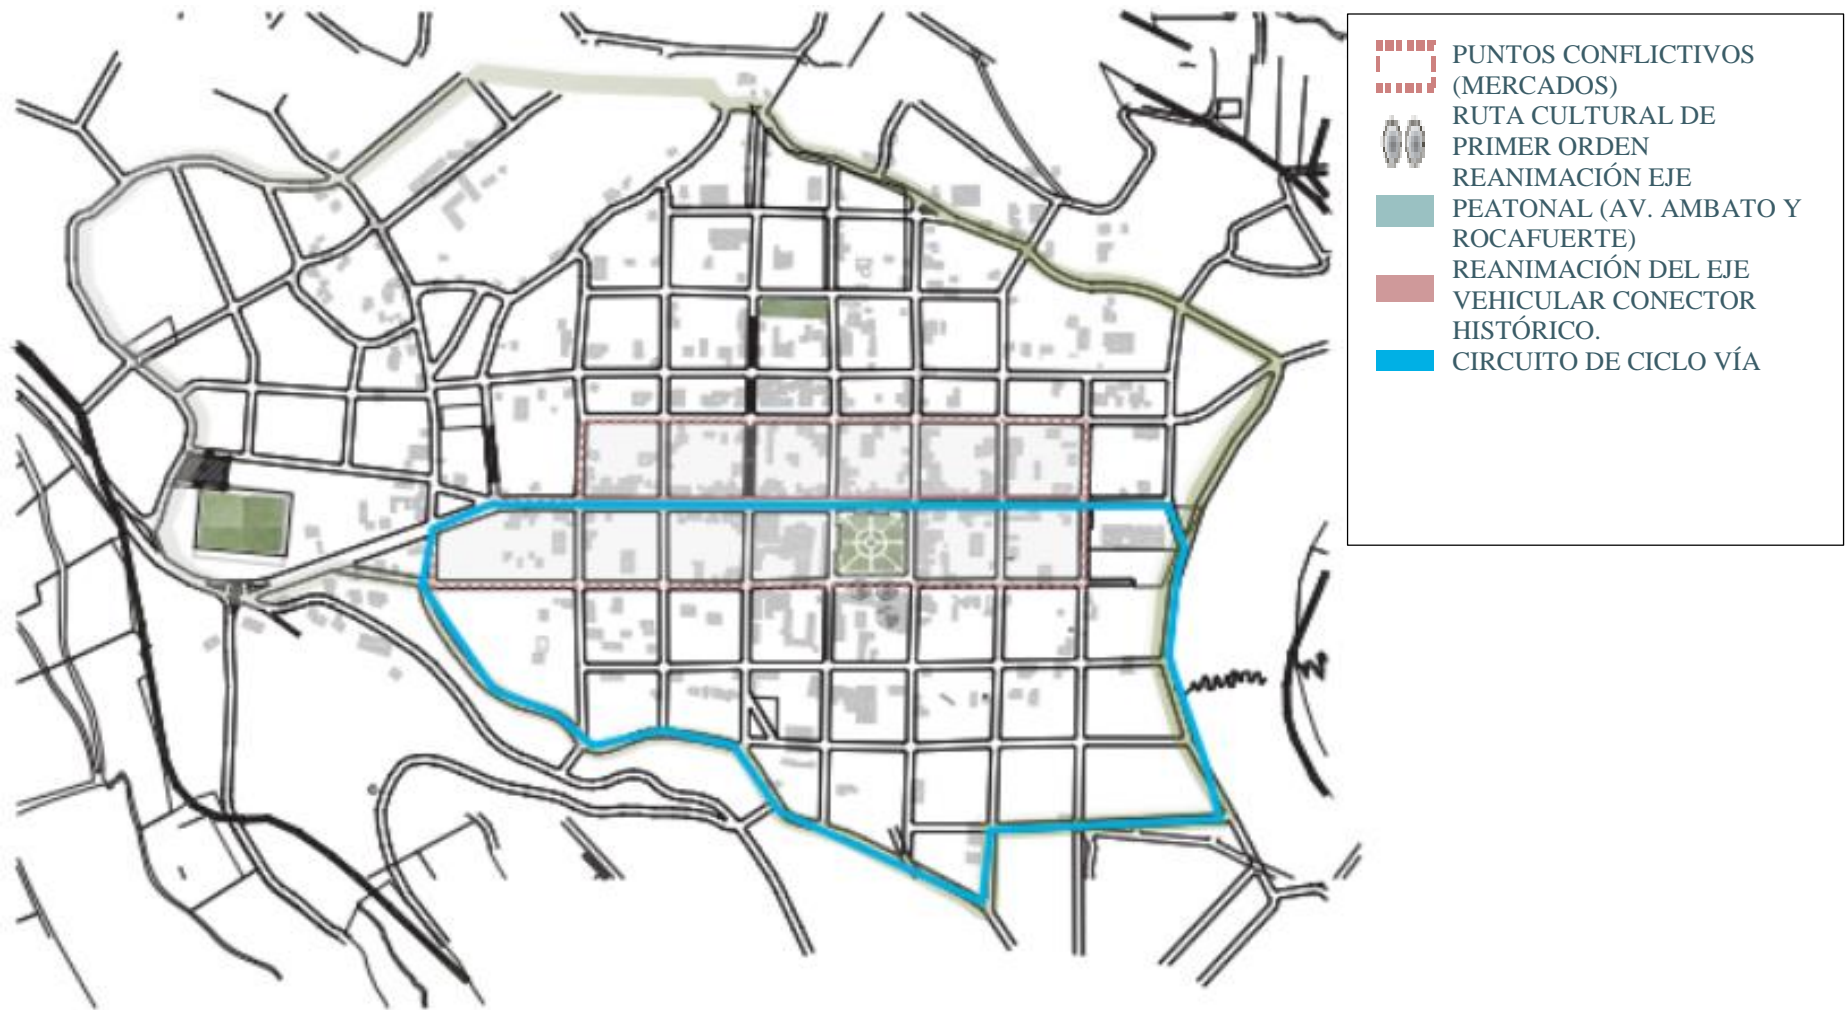 PUNTOS CONFLICTIVOS
(MERCADOS)
RUTA CULTURAL DE
PRIMER ORDEN
REANIMACIÓN EJE
PEATONAL (AV. AMBATO Y
ROCAFUERTE)
REANIMACIÓN DEL EJE
VEHICULAR CONECTOR
HISTÓRICO.
CIRCUITO DE CICLO VÍA